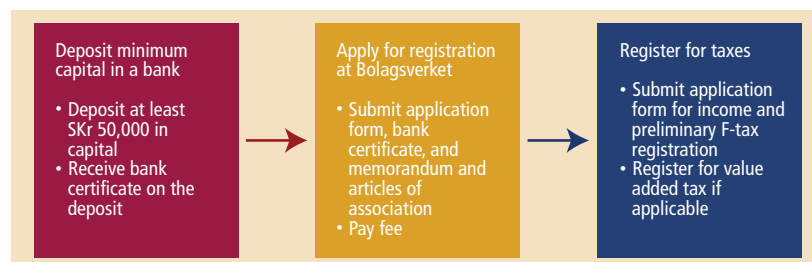 Deposit minimum
capital in a bank
• Deposit at least
SKr 50,000 in
capital
• Receive bank
certificate on the
deposit
Apply for registration
at Bolagsverket
• Submit application
form, bank
certificate, and
memorandum and
articles of
association
• Pay fee
Register for taxes
• Submit application
form for income and
preliminary F-tax
registration
• Register for value
added tax if
applicable